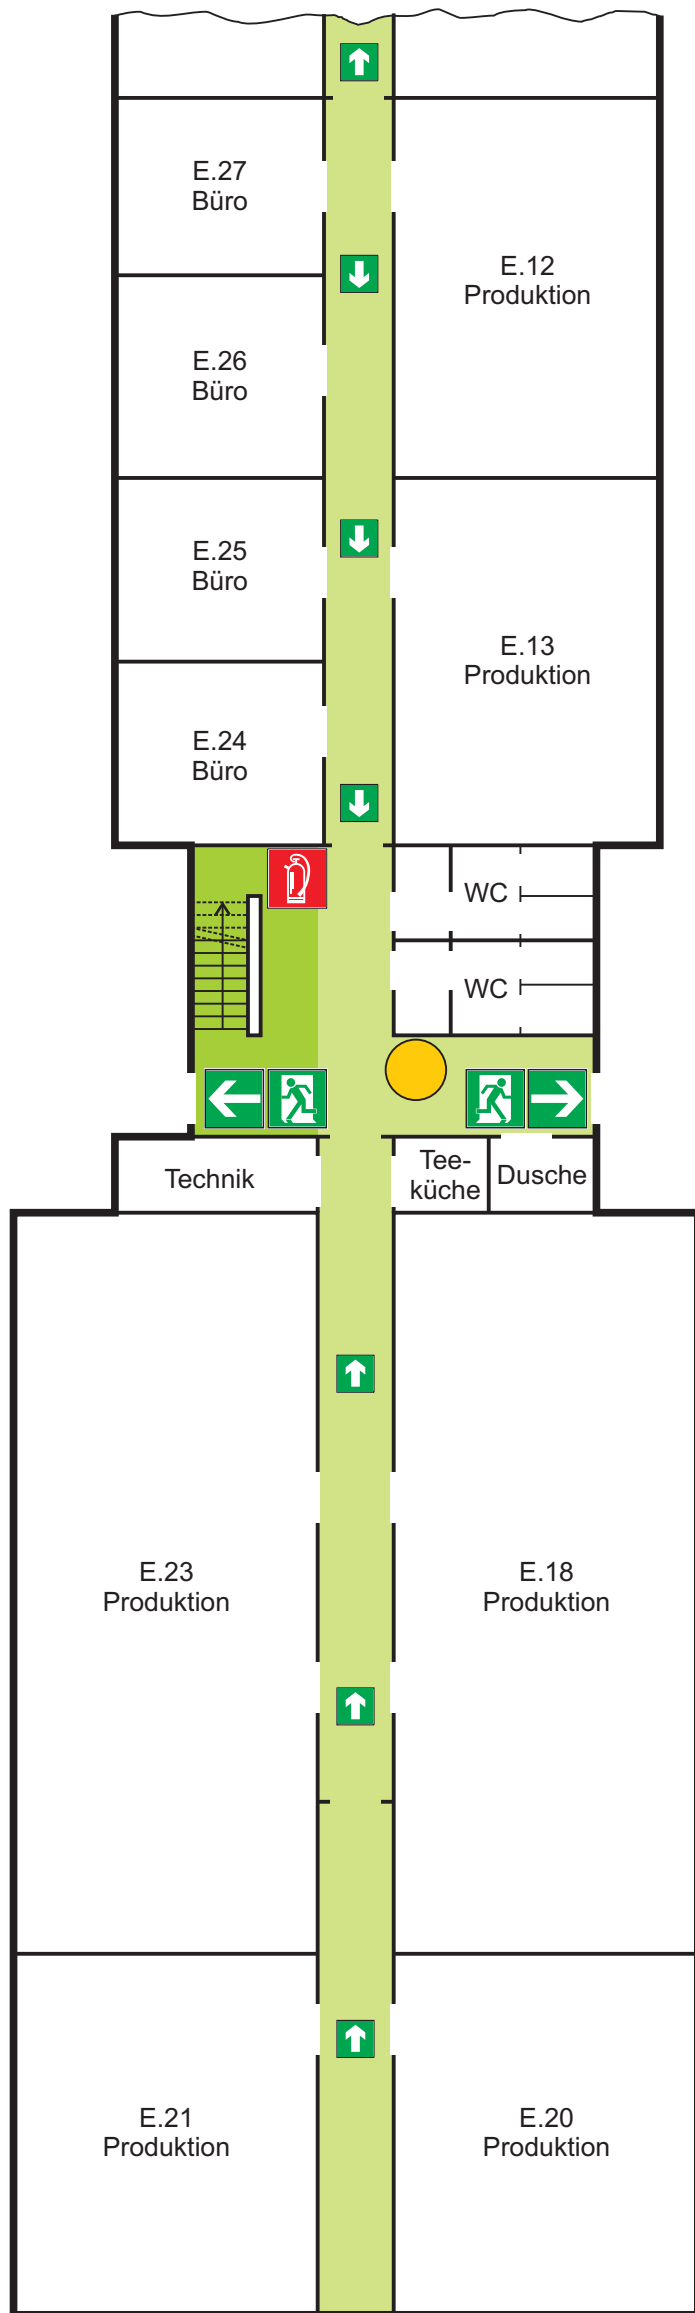 E.27
Büro
E.12
Produktion
E.26
Büro
E.25
Büro
E.13
Produktion
E.24
Büro
WC
WC
Technik
Tee-
küche
Dusche
E.23
Produktion
E.18
Produktion
E.21
Produktion
E.20
Produktion